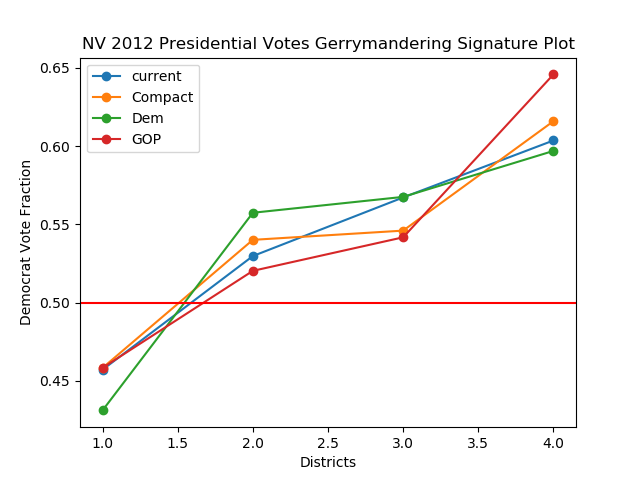 NV 2012 Presidential Votes Gerrymandering Signature Plot
0.65
0.60
0.55
0.50
0.45
Democrat Vote Fraction
current
Compact
Dem
GOP
1.0 1.5 2.0 2.5 3.0 3.5 4.0
Districts